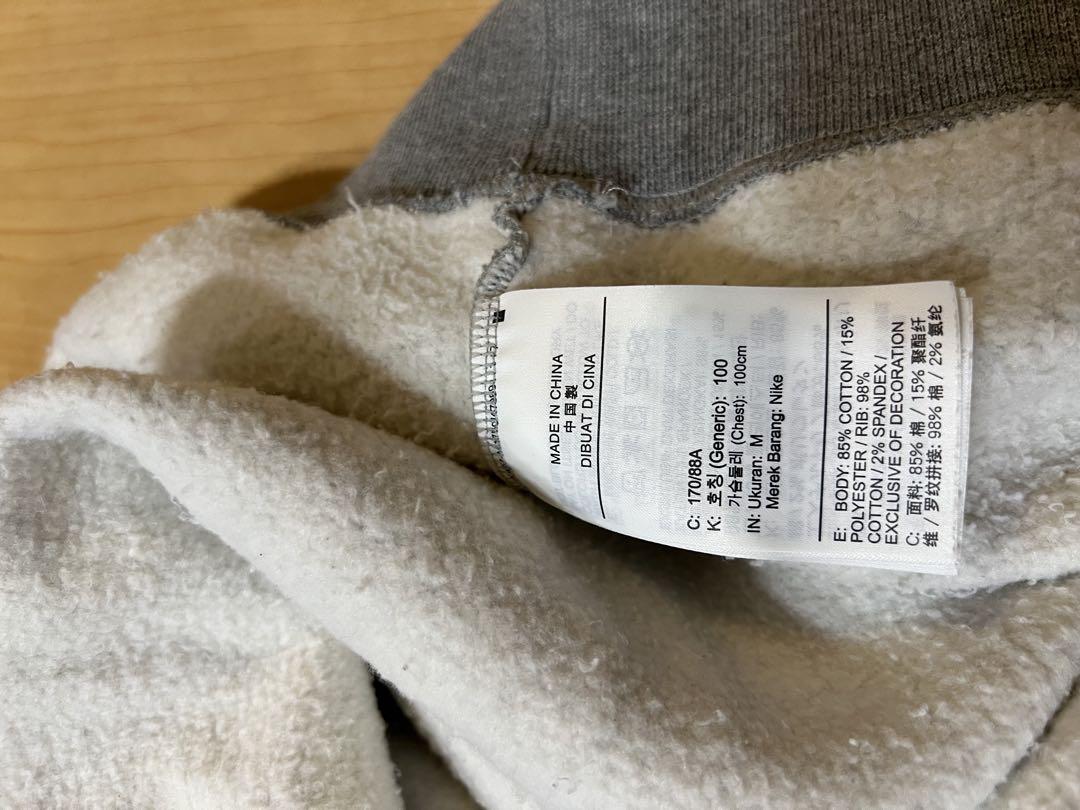 MADE IN CHINA
中国製
DIBUAT DI CINA
C: 170/88A
K: 호칭 (Generic): 100
가슴둘레 (Chest): 100cm
IN: Ukuran: M
Merek Barang: Nike
E: BODY: 85% COTTON / 15%
POLYESTER / RIB: 98%
COTTON / 2% SPANDEX /
EXCLUSIVE OF DECORATION
C: 面料: 85% 棉 / 15% 聚酯纤
维 / 罗纹拼接: 98% 棉 / 2% 氨纶